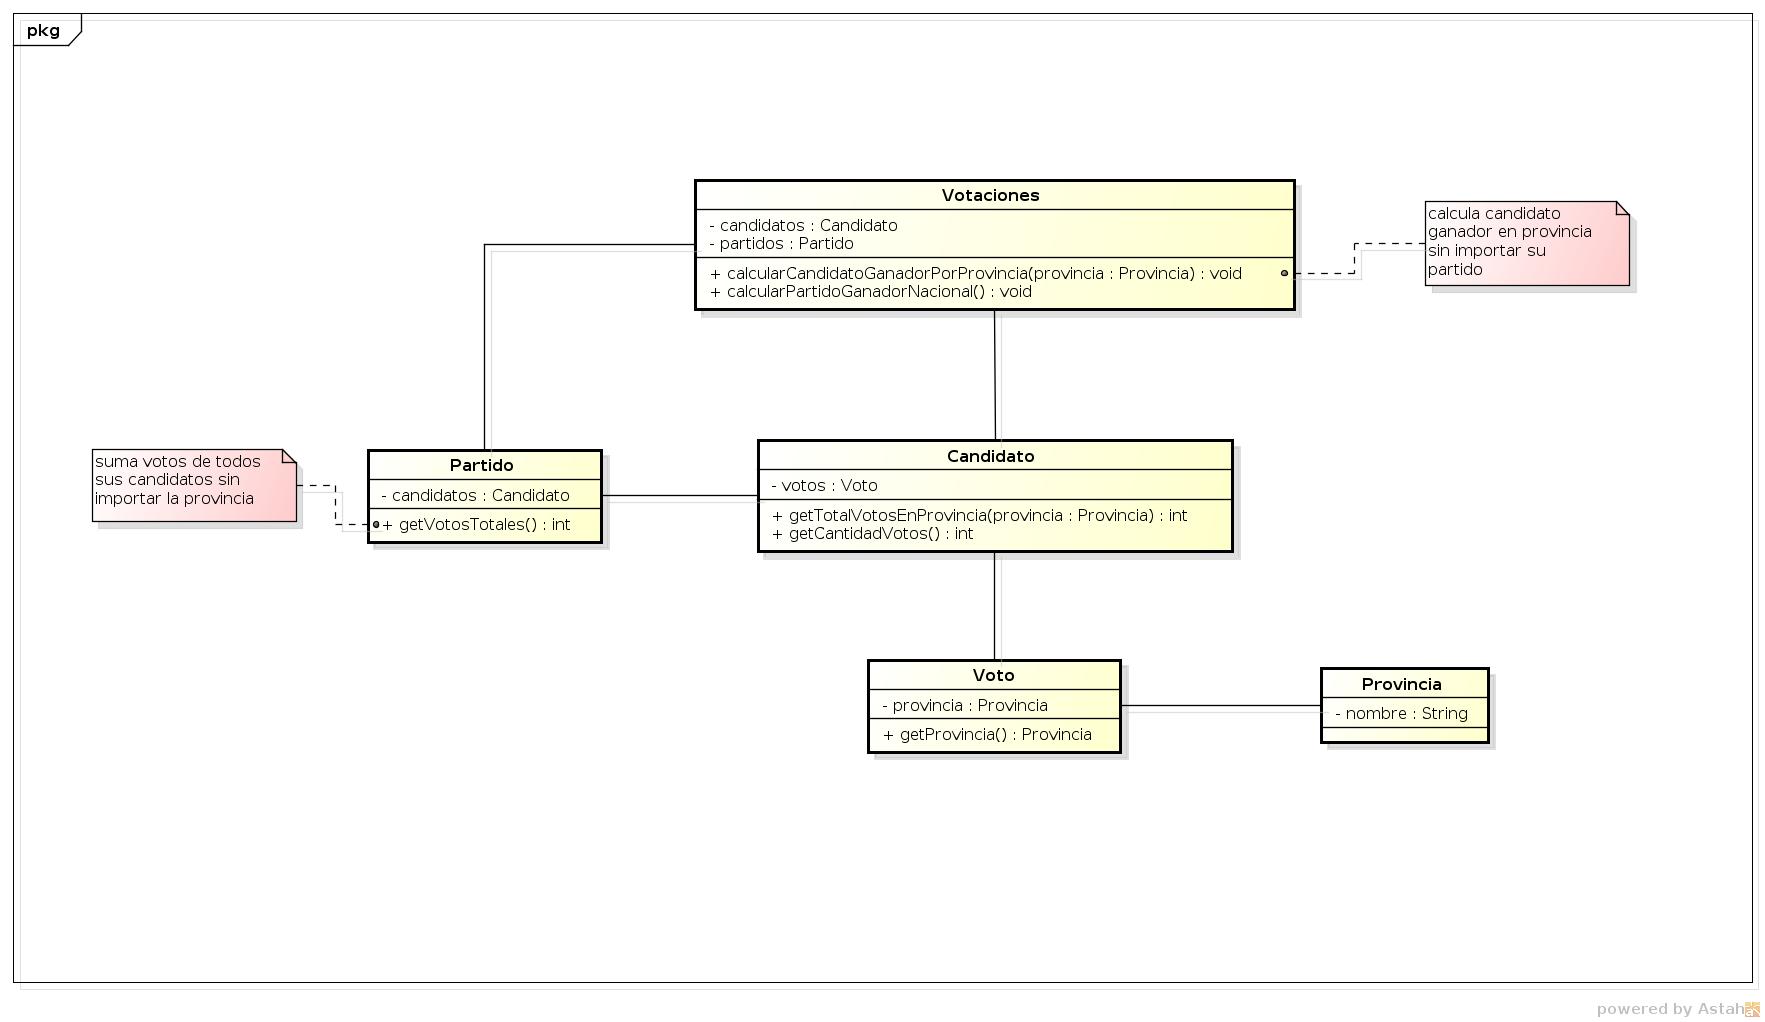 pkg
Votaciones
- candidatos : Candidato
- partidos : Partido
+ calcularCandidatoGanadorPorProvincia(provincia : Provincia) : void
+ calcularPartidoGanadorNacional() : void
calcula candidato
ganador en provincia
sin importar su
partido
suma votos de todos
sus candidatos sin
importar la provincia
Partido
- candidatos : Candidato
+ getVotosTotales() : int
Candidato
- votos : Voto
+ getTotalVotosEnProvincia(provincia : Provincia) : int
+ getCantidadVotos() : int
Voto
- provincia : Provincia
+ getProvincia() : Provincia
Provincia
- nombre : String
powered by Astah